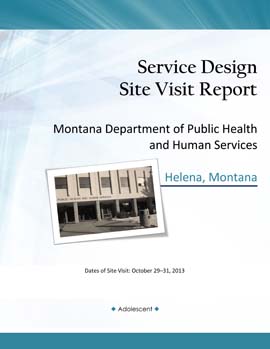 Service Design
Site Visit Report
Montana Department of Public Health
and Human Services
Helena, Montana
Dates of Site Visit: October 29–31, 2013
Adolescent